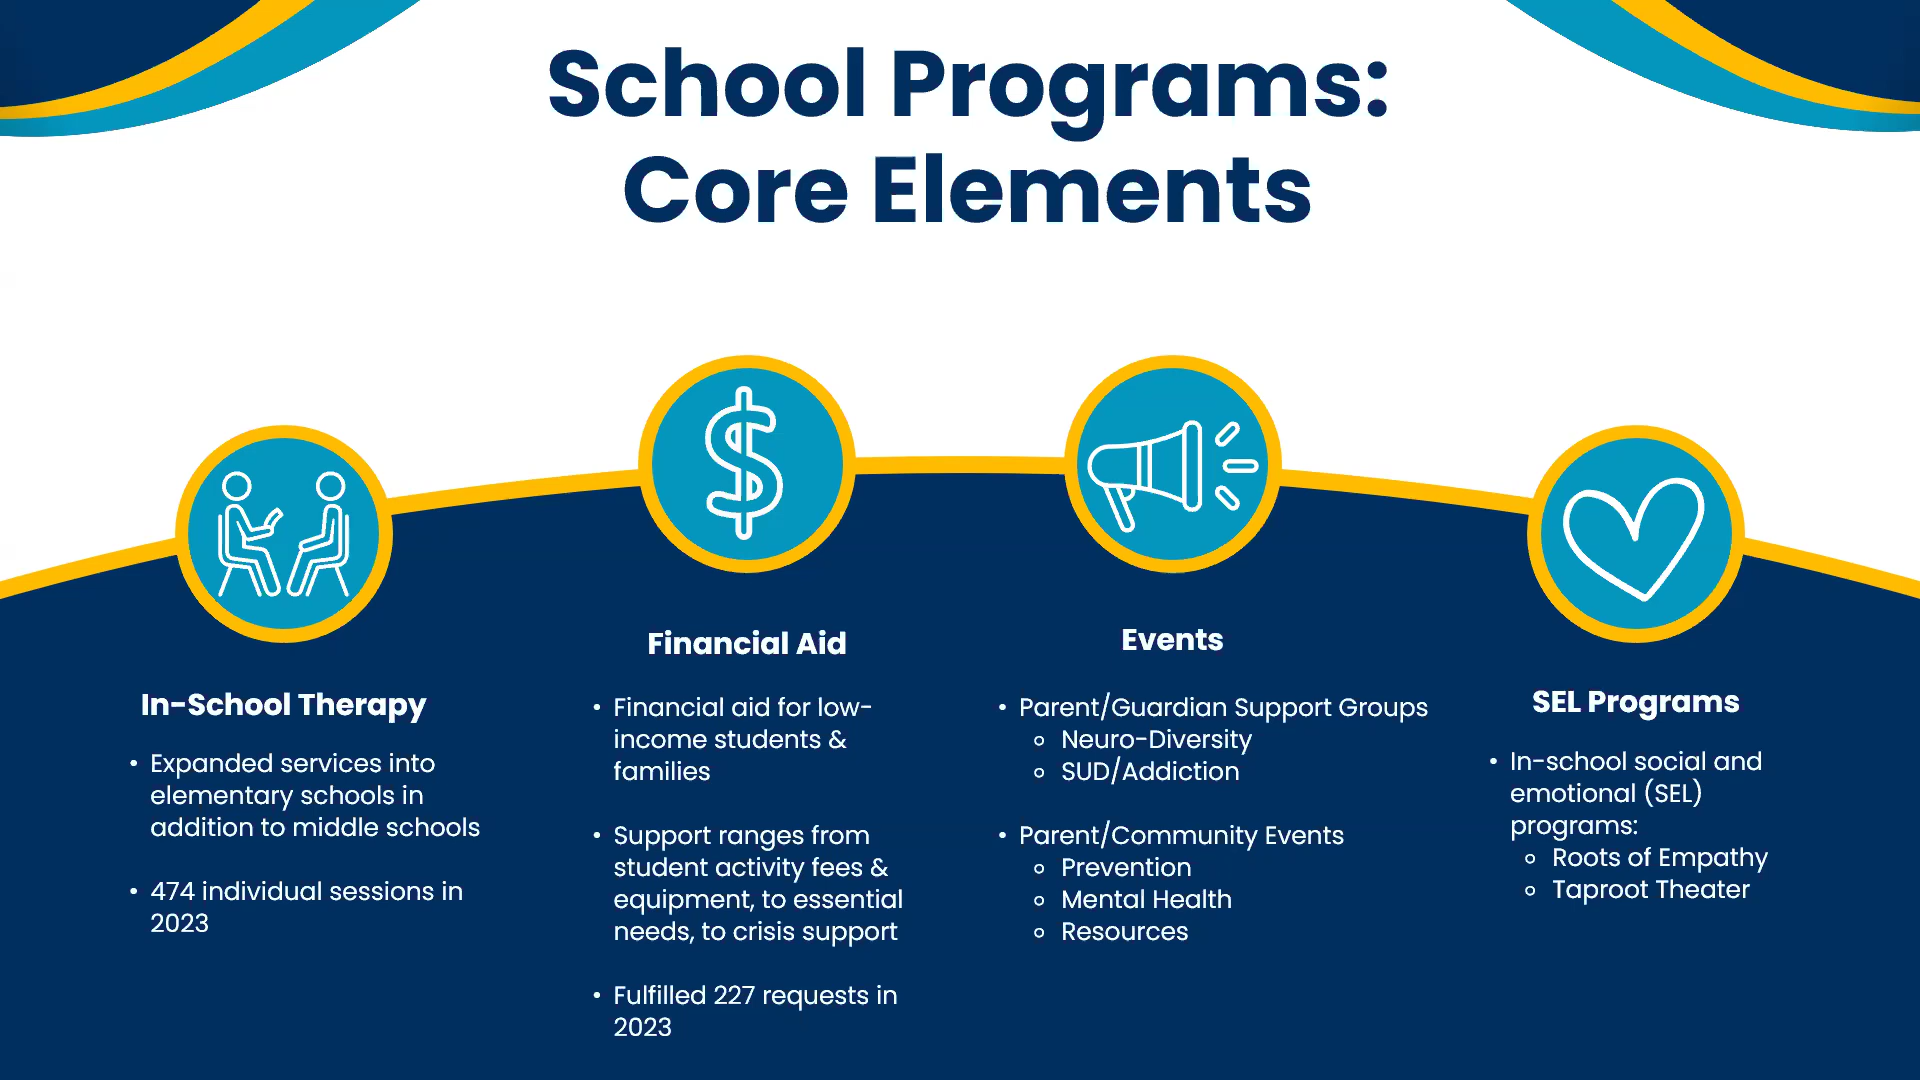 School Programs:
Core Elements
In-School Therapy
• Expanded services into
elementary schools in
addition to middle schools
• 474 individual sessions in
2023
Financial Aid
• Financial aid for low-
income students &
families
• Support ranges from
student activity fees &
equipment, to essential
needs, to crisis support
• Fulfilled 227 requests in
2023
Events
• Parent/Guardian Support Groups
○ Neuro-Diversity
○ SUD/Addiction
• Parent/Community Events
○ Prevention
○ Mental Health
○ Resources
SEL Programs
• In-school social and
emotional (SEL)
programs:
○ Roots of Empathy
○ Taproot Theater